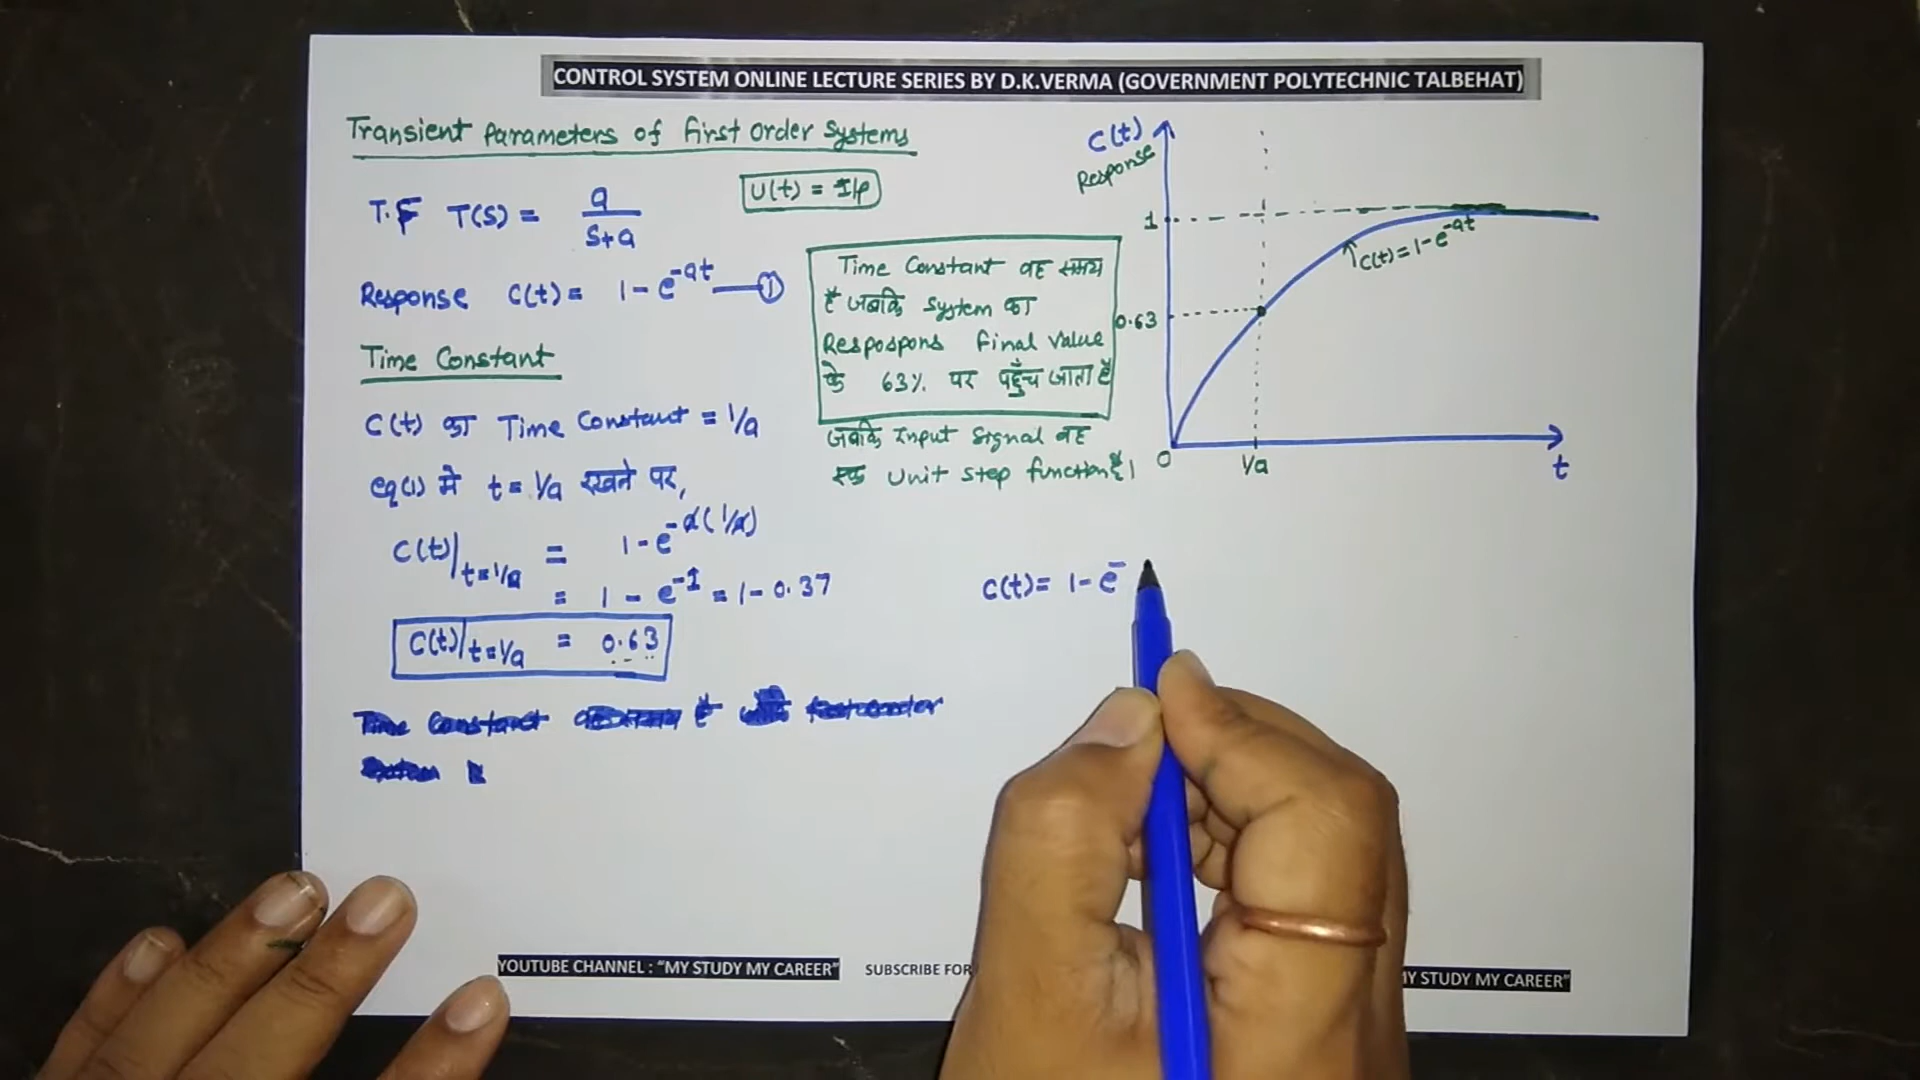 CONTROL SYSTEM ONLINE LECTURE SERIES BY D.K.VERMA (GOVERNMENT POLYTECHNIC TALBEHAT)
Transient Parameters of First Order Systems
T.F T(S) = a/(S+a)
U(t) = I/P
Response C(t) = 1 - e^-at ——①
Time Constant
C(t) का Time Constant = 1/a
eq(1) मे t = 1/a रखने पर,
C(t)|t=1/a = 1 - e^-a(1/a)
= 1 - e^-1 = 1 - 0.37
C(t)|t=1/a = 0.63
Time Constant वह समय
है जबकि System का
Respospons final value
के 63% पर पहुँच जाता है
जबकि Input Signal वह
एक Unit Step function है।
C(t)
Response
1
0.63
0
1/a
t
C(t) = 1 - e^-at
C(t) = 1 - e^-
YOUTUBE CHANNEL : "MY STUDY MY CAREER"
SUBSCRIBE FOR
MY STUDY MY CAREER"